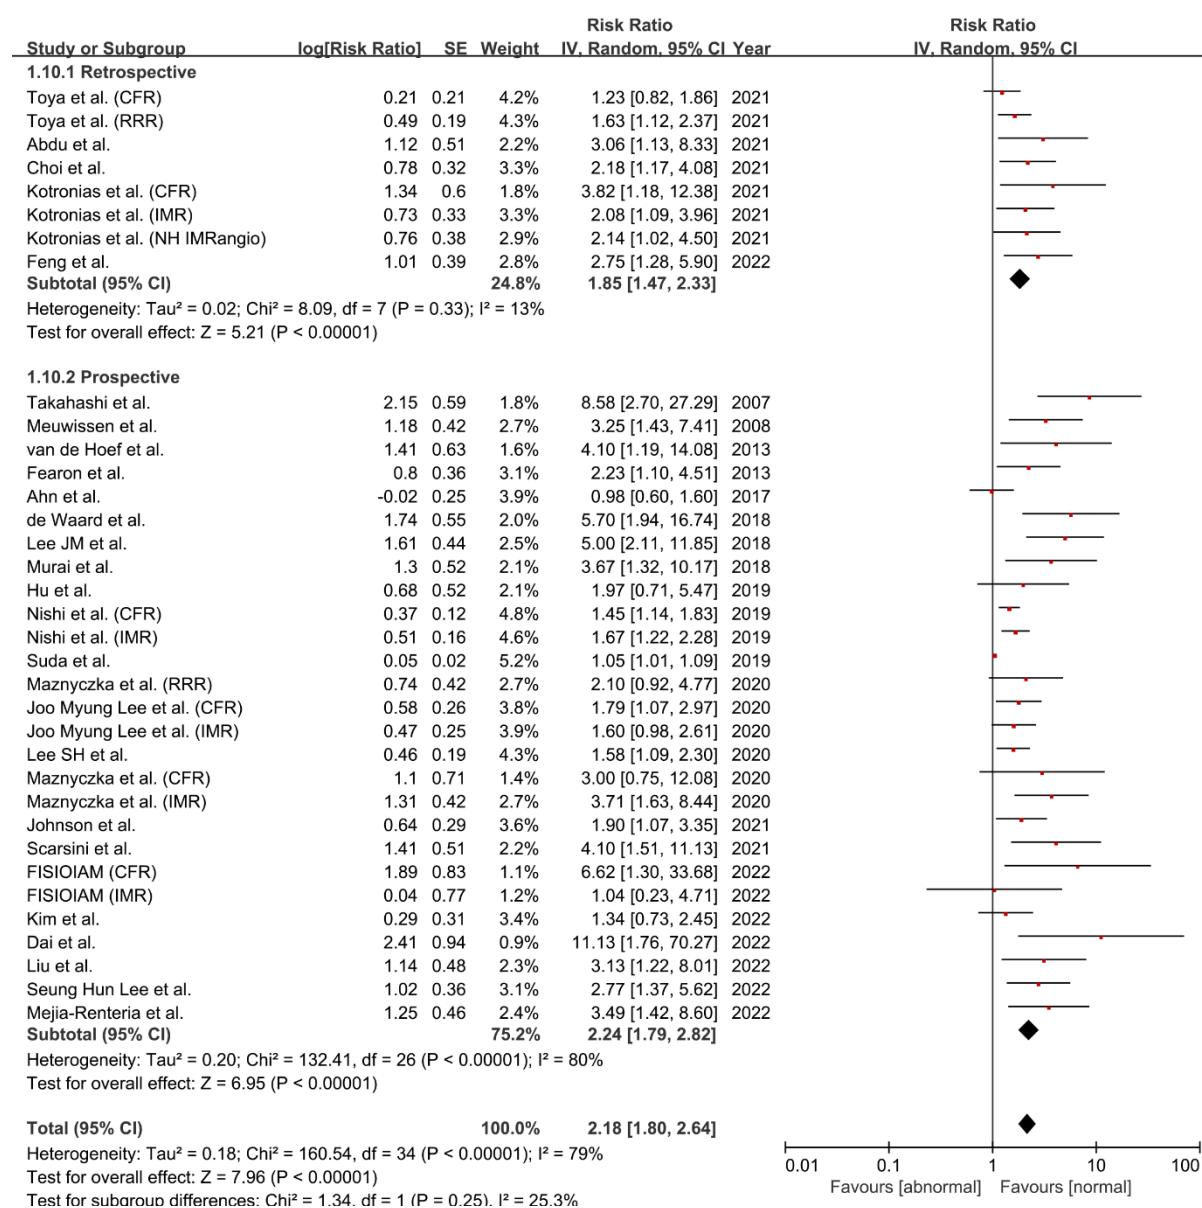 Risk Ratio Risk Ratio
Study or Subgroup log[Risk Ratio] SE Weight IV, Random, 95% CI Year IV, Random, 95% CI
1.10.1 Retrospective
Toya et al. (CFR) 0.21 0.21 4.2% 1.23 [0.82, 1.86] 2021
Toya et al. (RRR) 0.49 0.19 4.3% 1.63 [1.12, 2.37] 2021
Abdu et al. 1.12 0.51 2.2% 3.06 [1.13, 8.33] 2021
Choi et al. 0.78 0.32 3.3% 2.18 [1.17, 4.08] 2021
Kotronias et al. (CFR) 1.34 0.6 1.8% 3.82 [1.18, 12.38] 2021
Kotronias et al. (IMR) 0.73 0.33 3.3% 2.08 [1.09, 3.96] 2021
Kotronias et al. (NH IMRangio) 0.76 0.38 2.9% 2.14 [1.02, 4.50] 2021
Feng et al. 1.01 0.39 2.8% 2.75 [1.28, 5.90] 2022
Subtotal (95% CI) 24.8% 1.85 [1.47, 2.33]
Heterogeneity: Tau² = 0.02; Chi² = 8.09, df = 7 (P = 0.33); I² = 13%
Test for overall effect: Z = 5.21 (P < 0.00001)
1.10.2 Prospective
Takahashi et al. 2.15 0.59 1.8% 8.58 [2.70, 27.29] 2007
Meuwissen et al. 1.18 0.42 2.7% 3.25 [1.43, 7.41] 2008
van de Hoef et al. 1.41 0.63 1.6% 4.10 [1.19, 14.08] 2013
Fearon et al. 0.8 0.36 3.1% 2.23 [1.10, 4.51] 2013
Ahn et al. -0.02 0.25 3.9% 0.98 [0.60, 1.60] 2017
de Waard et al. 1.74 0.55 2.0% 5.70 [1.94, 16.74] 2018
Lee JM et al. 1.61 0.44 2.5% 5.00 [2.11, 11.85] 2018
Murai et al. 1.3 0.52 2.1% 3.67 [1.32, 10.17] 2018
Hu et al. 0.68 0.52 2.1% 1.97 [0.71, 5.47] 2019
Nishi et al. (CFR) 0.37 0.12 4.8% 1.45 [1.14, 1.83] 2019
Nishi et al. (IMR) 0.51 0.16 4.6% 1.67 [1.22, 2.28] 2019
Suda et al. 0.05 0.02 5.2% 1.05 [1.01, 1.09] 2019
Maznyczka et al. (RRR) 0.74 0.42 2.7% 2.10 [0.92, 4.77] 2020
Joo Myung Lee et al. (CFR) 0.58 0.26 3.8% 1.79 [1.07, 2.97] 2020
Joo Myung Lee et al. (IMR) 0.47 0.25 3.9% 1.60 [0.98, 2.61] 2020
Lee SH et al. 0.46 0.19 4.3% 1.58 [1.09, 2.30] 2020
Maznyczka et al. (CFR) 1.1 0.71 1.4% 3.00 [0.75, 12.08] 2020
Maznyczka et al. (IMR) 1.31 0.42 2.7% 3.71 [1.63, 8.44] 2020
Johnson et al. 0.64 0.29 3.6% 1.90 [1.07, 3.35] 2021
Scarsini et al. 1.41 0.51 2.2% 4.10 [1.51, 11.13] 2021
FISIOIAM (CFR) 1.89 0.83 1.1% 6.62 [1.30, 33.68] 2022
FISIOIAM (IMR) 0.04 0.77 1.2% 1.04 [0.23, 4.71] 2022
Kim et al. 0.29 0.31 3.4% 1.34 [0.73, 2.45] 2022
Dai et al. 2.41 0.94 0.9% 11.13 [1.76, 70.27] 2022
Liu et al. 1.14 0.48 2.3% 3.13 [1.22, 8.01] 2022
Seung Hun Lee et al. 1.02 0.36 3.1% 2.77 [1.37, 5.62] 2022
Mejia-Renteria et al. 1.25 0.46 2.4% 3.49 [1.42, 8.60] 2022
Subtotal (95% CI) 75.2% 2.24 [1.79, 2.82]
Heterogeneity: Tau² = 0.20; Chi² = 132.41, df = 26 (P < 0.00001); I² = 80%
Test for overall effect: Z = 6.95 (P < 0.00001)
Total (95% CI) 100.0% 2.18 [1.80, 2.64]
Heterogeneity: Tau² = 0.18; Chi² = 160.54, df = 34 (P < 0.00001); I² = 79%
0.01 0.1 1 10 100
Test for overall effect: Z = 7.96 (P < 0.00001)
Favours [abnormal] Favours [normal]
Test for subgroup differences: Chi² = 1.34, df = 1 (P = 0.25), I² = 25.3%